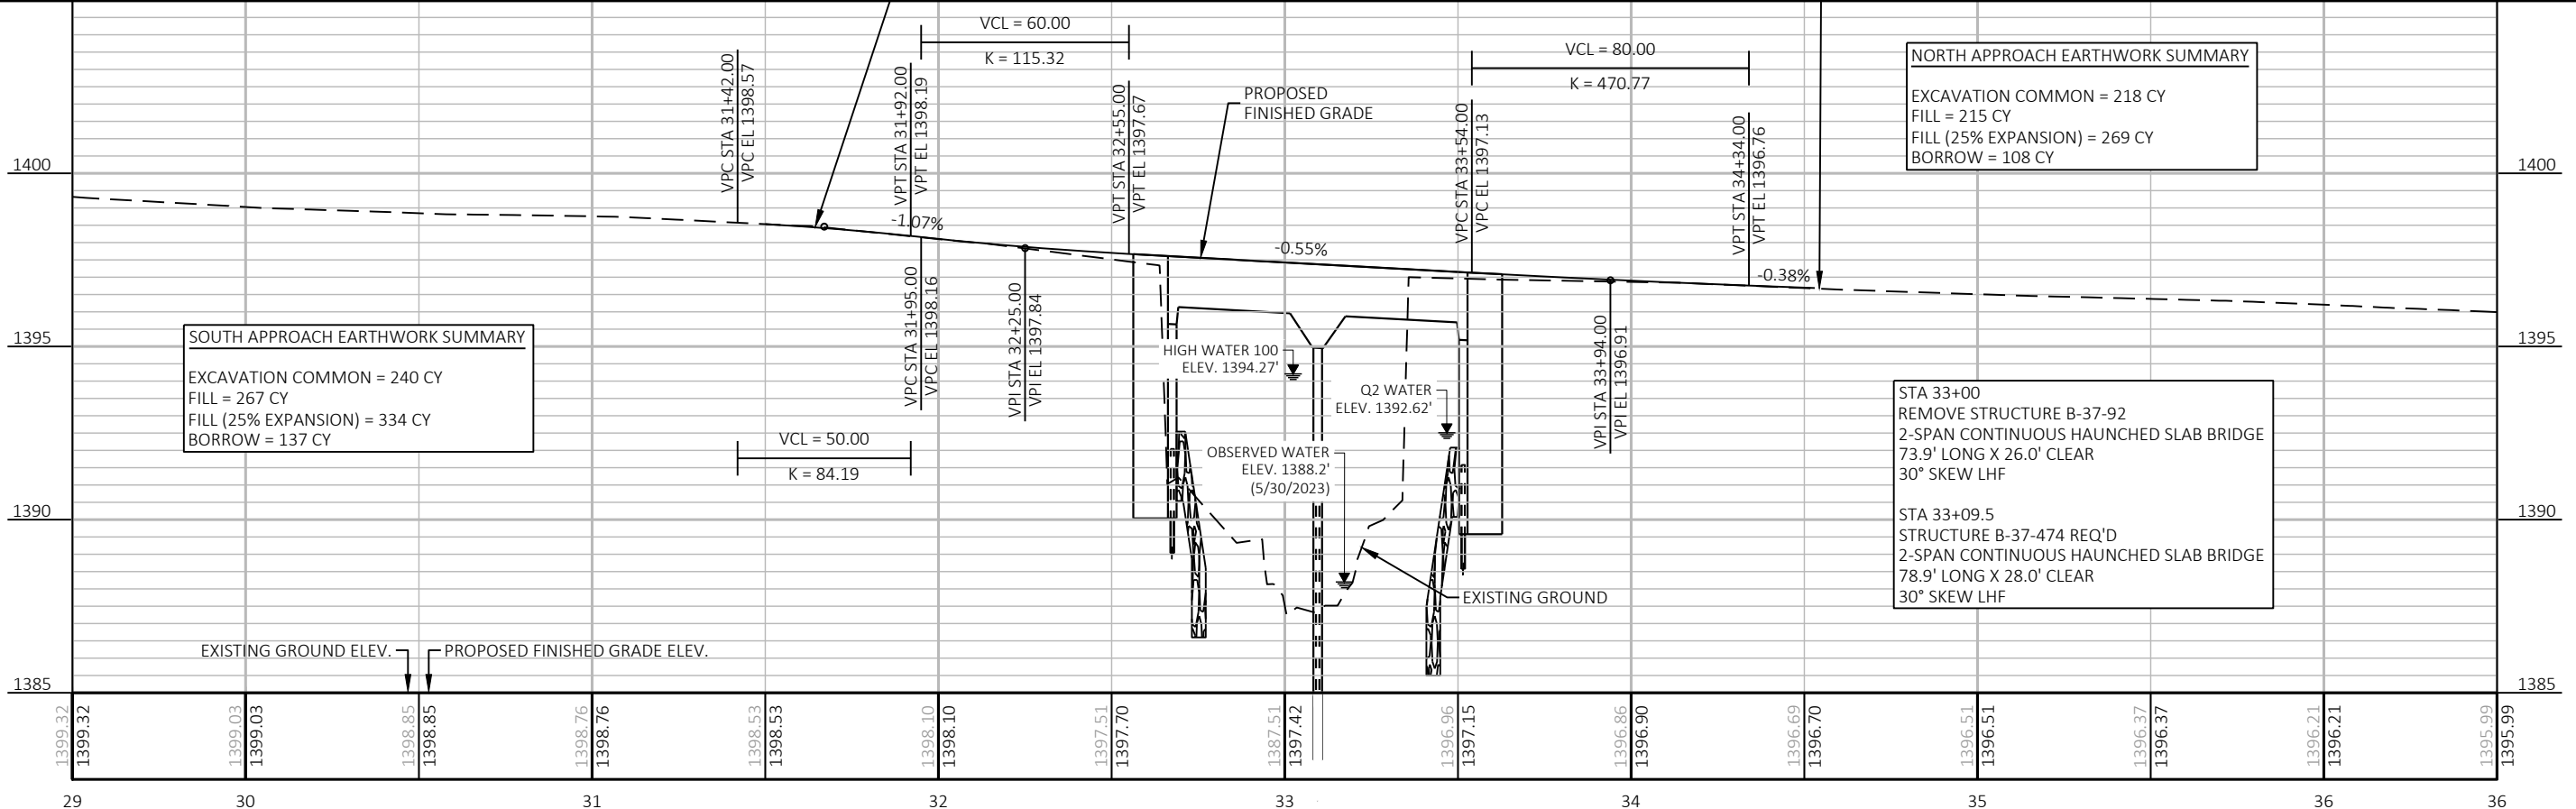 VCL = 60.00
K = 115.32
VCL = 80.00
K = 470.77
NORTH APPROACH EARTHWORK SUMMARY
EXCAVATION COMMON = 218 CY
FILL = 215 CY
FILL (25% EXPANSION) = 269 CY
BORROW = 108 CY
VPC STA 31+42.00
VPC EL 1398.57
VPT STA 31+92.00
VPT EL 1398.19
VPT STA 32+55.00
VPT EL 1397.67
PROPOSED
FINISHED GRADE
VPC STA 33+54.00
VPC EL 1397.13
VPT STA 34+34.00
VPT EL 1396.76
1400
1400
-1.07%
-0.55%
-0.38%
VPC STA 31+95.00
VPC EL 1398.16
VPI STA 32+25.00
VPI EL 1397.84
VPI STA 33+94.00
VPI EL 1396.91
SOUTH APPROACH EARTHWORK SUMMARY
EXCAVATION COMMON = 240 CY
FILL = 267 CY
FILL (25% EXPANSION) = 334 CY
BORROW = 137 CY
1395
1395
HIGH WATER 100
ELEV. 1394.27'
Q2 WATER
ELEV. 1392.62'
VCL = 50.00
K = 84.19
OBSERVED WATER
ELEV. 1388.2'
(5/30/2023)
STA 33+00
REMOVE STRUCTURE B-37-92
2-SPAN CONTINUOUS HAUNCHED SLAB BRIDGE
73.9' LONG X 26.0' CLEAR
30° SKEW LHF
STA 33+09.5
STRUCTURE B-37-474 REQ'D
2-SPAN CONTINUOUS HAUNCHED SLAB BRIDGE
78.9' LONG X 28.0' CLEAR
30° SKEW LHF
1390
1390
EXISTING GROUND
EXISTING GROUND ELEV.
PROPOSED FINISHED GRADE ELEV.
1385
1385
1399.32
1399.32
1399.03
1399.03
1398.85
1398.85
1398.76
1398.76
1398.53
1398.53
1398.10
1398.10
1397.51
1397.70
1387.51
1397.42
1396.96
1397.15
1396.86
1396.90
1396.69
1396.70
1396.51
1396.51
1396.37
1396.37
1396.21
1396.21
1395.99
1395.99
29
30
31
32
33
34
35
36